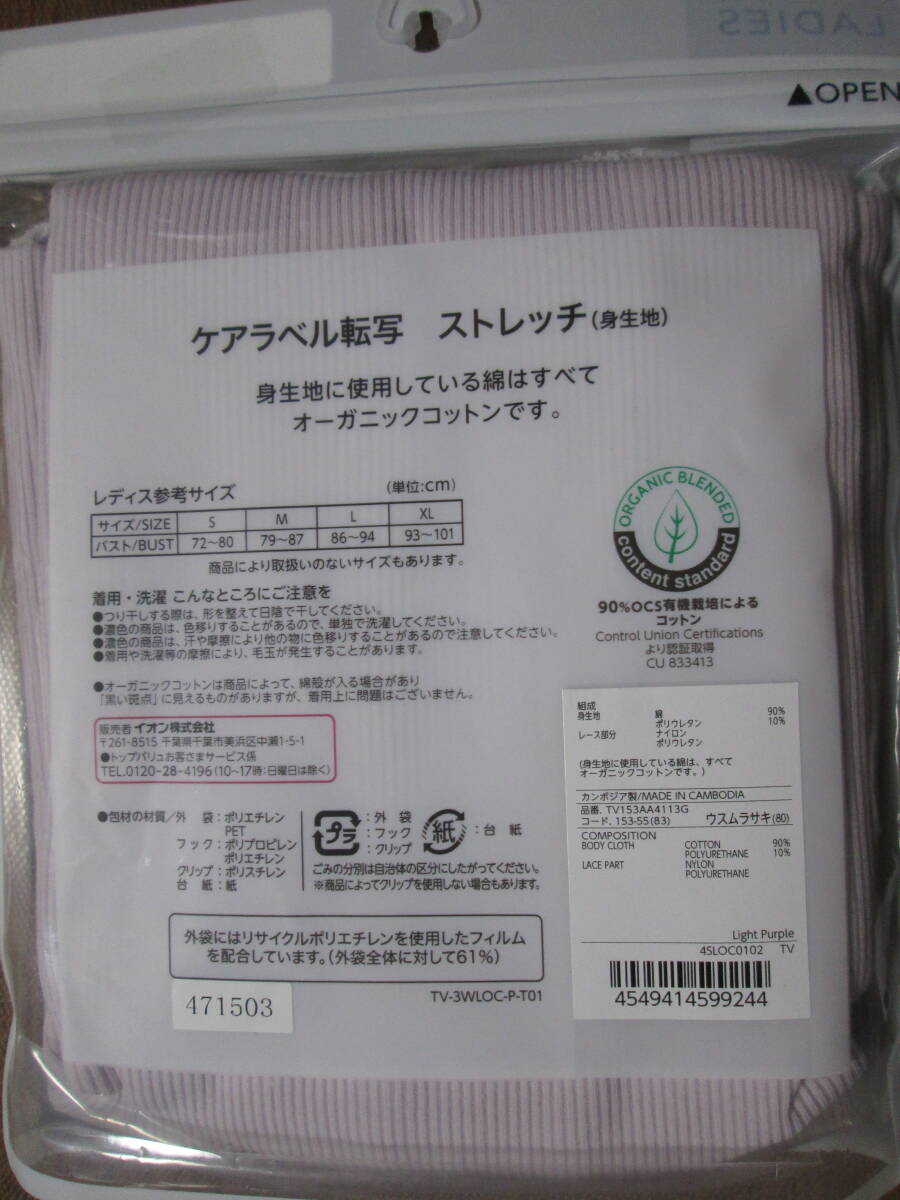 LADIES
▲OPEN
ケアラベル転写 ストレッチ(身生地)
身生地に使用している綿はすべて
オーガニックコットンです。
レディス参考サイズ (単位:cm)
サイズ/SIZE S M L XL
バスト/BUST 72〜80 79〜87 86〜94 93〜101
商品により取扱いのないサイズもあります。
着用・洗濯 こんなところにご注意を
●つり干しする際は、形を整えて日陰で干してください。
●濃色の商品は、色移りすることがあるので、単独で洗濯してください。
●濃色の商品は、汗や摩擦により他の物に色移りすることがあるので注意してください。
●着用や洗濯等の摩擦により、毛玉が発生することがあります。
●オーガニックコットンは商品によって、綿殻が入る場合があり
「黒い斑点」に見えるものがありますが、着用上に問題はございません。
販売者 イオン株式会社
〒261-8515 千葉県千葉市美浜区中瀬1-5-1
●トップバリュお客さまサービス係
TEL.0120-28-4196(10〜17時:日曜日は除く)
ORGANIC BLENDED
content standard
90%OCS有機栽培による
コットン
Control Union Certifications
より認証取得
CU 833413
●包材の材質/外 袋:ポリエチレン
PET
フック:ポリプロピレン
ポリエチレン
クリップ:ポリスチレン
台 紙:紙
プラ :外 袋
:フック
:クリップ
紙 :台 紙
ごみの分別は自治体の区分にしたがってください。
※商品によってクリップを使用しない場合もあります。
外袋にはリサイクルポリエチレンを使用したフィルム
を配合しています。(外袋全体に対して61%)
471503
TV-3WLOC-P-T01
組成
身生地 綿 90%
ポリウレタン 10%
レース部分 ナイロン
ポリウレタン
(身生地に使用している綿は、すべて
オーガニックコットンです。)
カンボジア製/MADE IN CAMBODIA
品番. TV153AA4113G
コード. 153-55(83) ウスムラサキ(80)
COMPOSITION
BODY CLOTH COTTON 90%
POLYURETHANE 10%
LACE PART NYLON
POLYURETHANE
Light Purple
4SLOC0102 TV
4549414599244